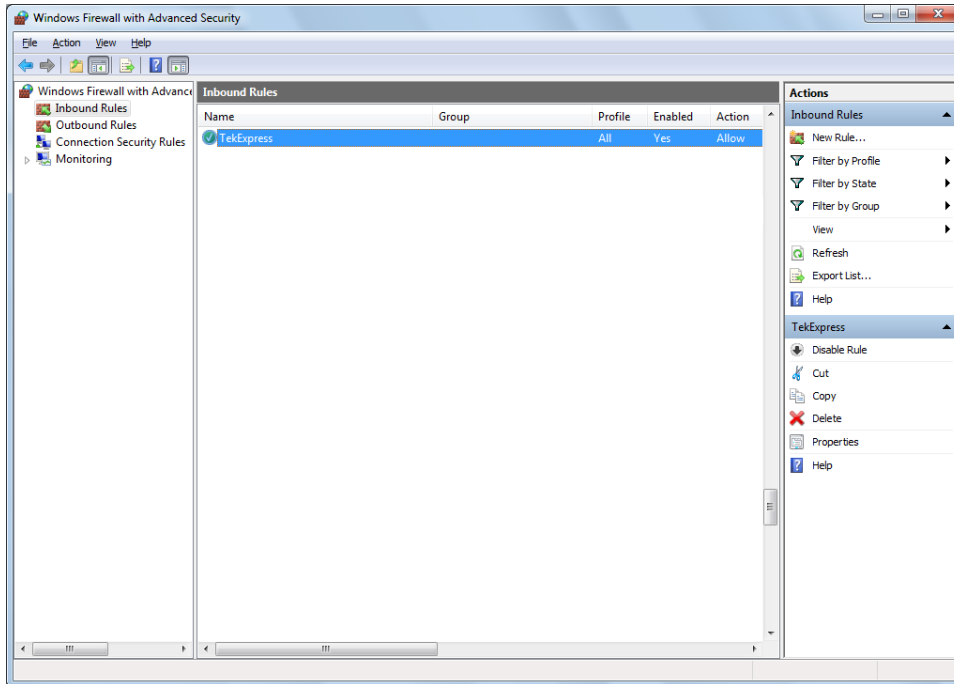 Windows Firewall with Advanced Security
File Action View Help
Windows Firewall with Advance
Inbound Rules
Outbound Rules
Connection Security Rules
Monitoring
Inbound Rules
Name Group Profile Enabled Action
TekExpress All Yes Allow
Actions
Inbound Rules
New Rule...
Filter by Profile
Filter by State
Filter by Group
View
Refresh
Export List...
Help
TekExpress
Disable Rule
Cut
Copy
Delete
Properties
Help